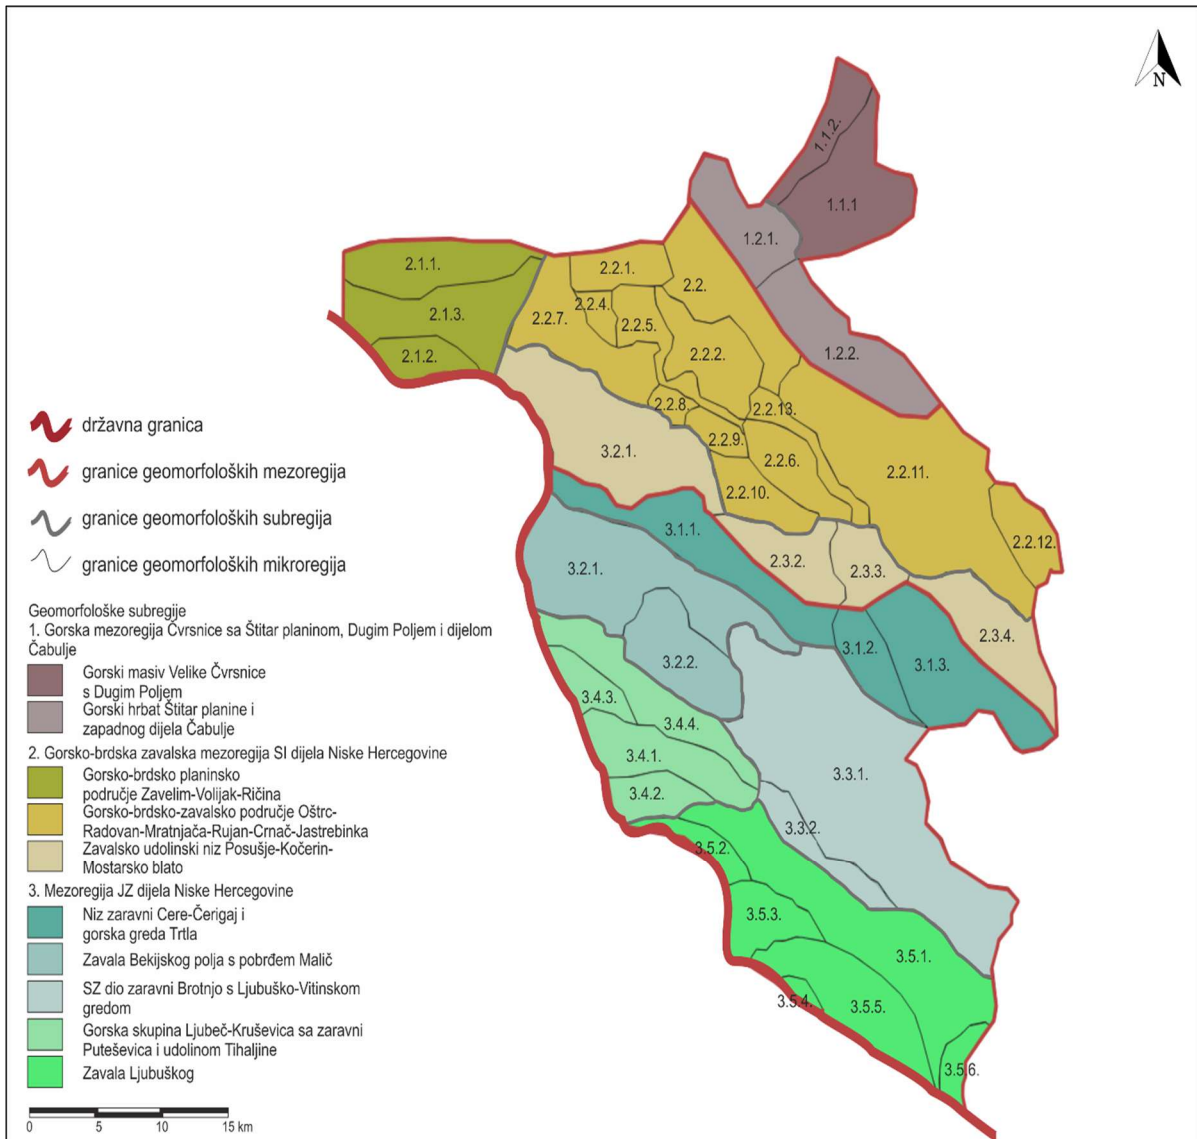 N
1.1.2.
1.1.1
1.2.1.
2.1.1.
2.2.1.
2.2.
2.1.3.
2.2.4.
2.2.7.
2.2.5.
2.1.2.
2.2.2.
1.2.2.
2.2.8.
2.2.13.
2.2.9.
3.2.1.
2.2.6.
2.2.11.
2.2.10.
3.1.1.
2.2.12.
2.3.2.
2.3.3.
3.2.1.
2.3.4.
3.1.2.
3.1.3.
3.2.2.
3.4.3.
3.4.4.
3.4.1.
3.3.1.
3.4.2.
3.3.2.
3.5.2.
3.5.3.
3.5.1.
3.5.4.
3.5.5.
3.5.6.
državna granica
granice geomorfoloških mezoregija
granice geomorfoloških subregija
granice geomorfoloških mikroregija
Geomorfološke subregije
1. Gorska mezoregija Čvrsnice sa Štitar planinom, Dugim Poljem i dijelom
Čabulje
Gorski masiv Velike Čvrsnice
s Dugim Poljem
Gorski hrbat Štitar planine i
zapadnog dijela Čabulje
2. Gorsko-brdska zavalska mezoregija SI dijela Niske Hercegovine
Gorsko-brdsko planinsko
područje Zavelim-Volijak-Ričina
Gorsko-brdsko-zavalsko područje Oštrc-
Radovan-Mratnjača-Rujan-Crnač-Jastrebinka
Zavalsko udolinski niz Posušje-Kočerin-
Mostarsko blato
3. Mezoregija JZ dijela Niske Hercegovine
Niz zaravni Cere-Čerigaj i
gorska greda Trtla
Zavala Bekijskog polja s pobrđem Malič
SZ dio zaravni Brotnjo s Ljubuško-Vitinskom
gredom
Gorska skupina Ljubeč-Kruševica sa zaravni
Puteševica i udolinom Tihaljine
Zavala Ljubuškog
0 5 10 15 km